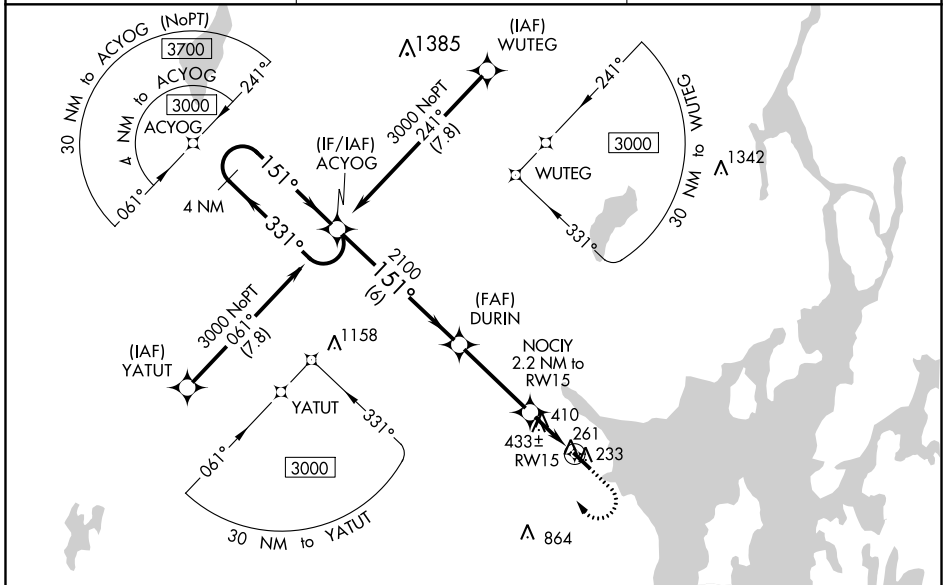 30 NM to ACYOG (NoPT)
3700
4 NM to ACYOG
3000
ACYOG
241°
061°
1385
(IAF)
WUTEG
3000 NoPT
241°
(7.8)
(IF/IAF)
ACYOG
151°
4 NM
331°
241°
3000
WUTEG
331°
30 NM to WUTEG
1342
2100
151°
(6)
3000 NoPT
061°
(7.8)
(IAF)
YATUT
1158
YATUT
331°
061°
3000
30 NM to YATUT
(FAF)
DURIN
NOCIY
2.2 NM to
RW15
410
433±
261
RW15
233
864